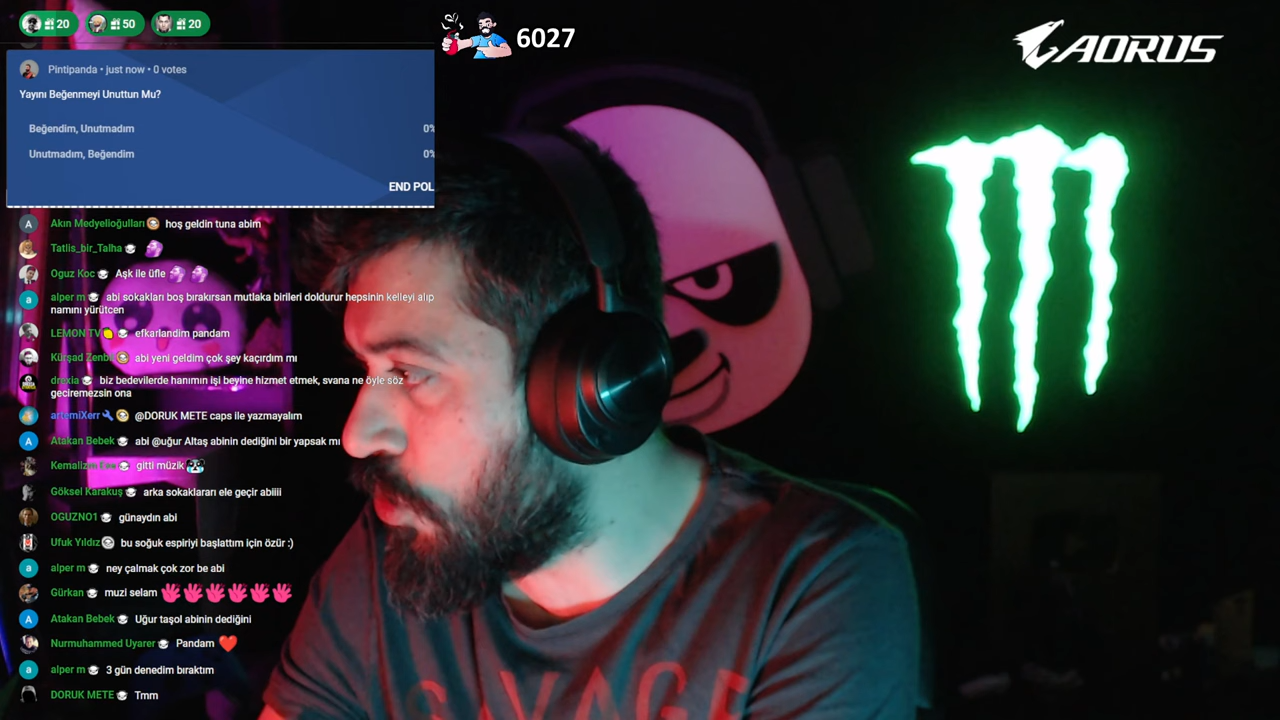 20
50
20
6027
AORUS
Pintipanda • just now • 0 votes
Yayını Beğenmeyi Unuttun Mu?
Beğendim, Unutmadım 0%
Unutmadım, Beğendim 0%
END POL
A Akın Medyelioğulları hoş geldin tuna abim
Tatlis_bir_Talha
Oguz Koc Aşk ile üfle
a alper m abi sokakları boş bırakırsan mutlaka birileri doldurur hepsinin kelleyi alıp
namını yürütcen
LEMON TV efkarlandim pandam
Kürşad Zenbi abi yeni geldim çok şey kaçırdım mı
drexia biz bedevilerde hanımın işi beyine hizmet etmek, svana ne öyle söz
geciremezsin ona
artemiXerr @DORUK METE caps ile yazmayalım
A Atakan Bebek abi @uğur Altaş abinin dediğini bir yapsak mı
Kemalizm gitti müzik
Göksel Karakuş arka sokaklararı ele geçir abiiii
OGUZNO1 günaydın abi
Ufuk Yıldız bu soğuk espiriyi başlattım için özür :)
a alper m ney çalmak çok zor be abi
Gürkan muzi selam
A Atakan Bebek Uğur taşol abinin dediğini
Nurmuhammed Uyarer Pandam
a alper m 3 gün denedim bıraktım
DORUK METE Tmm
SAVAGE